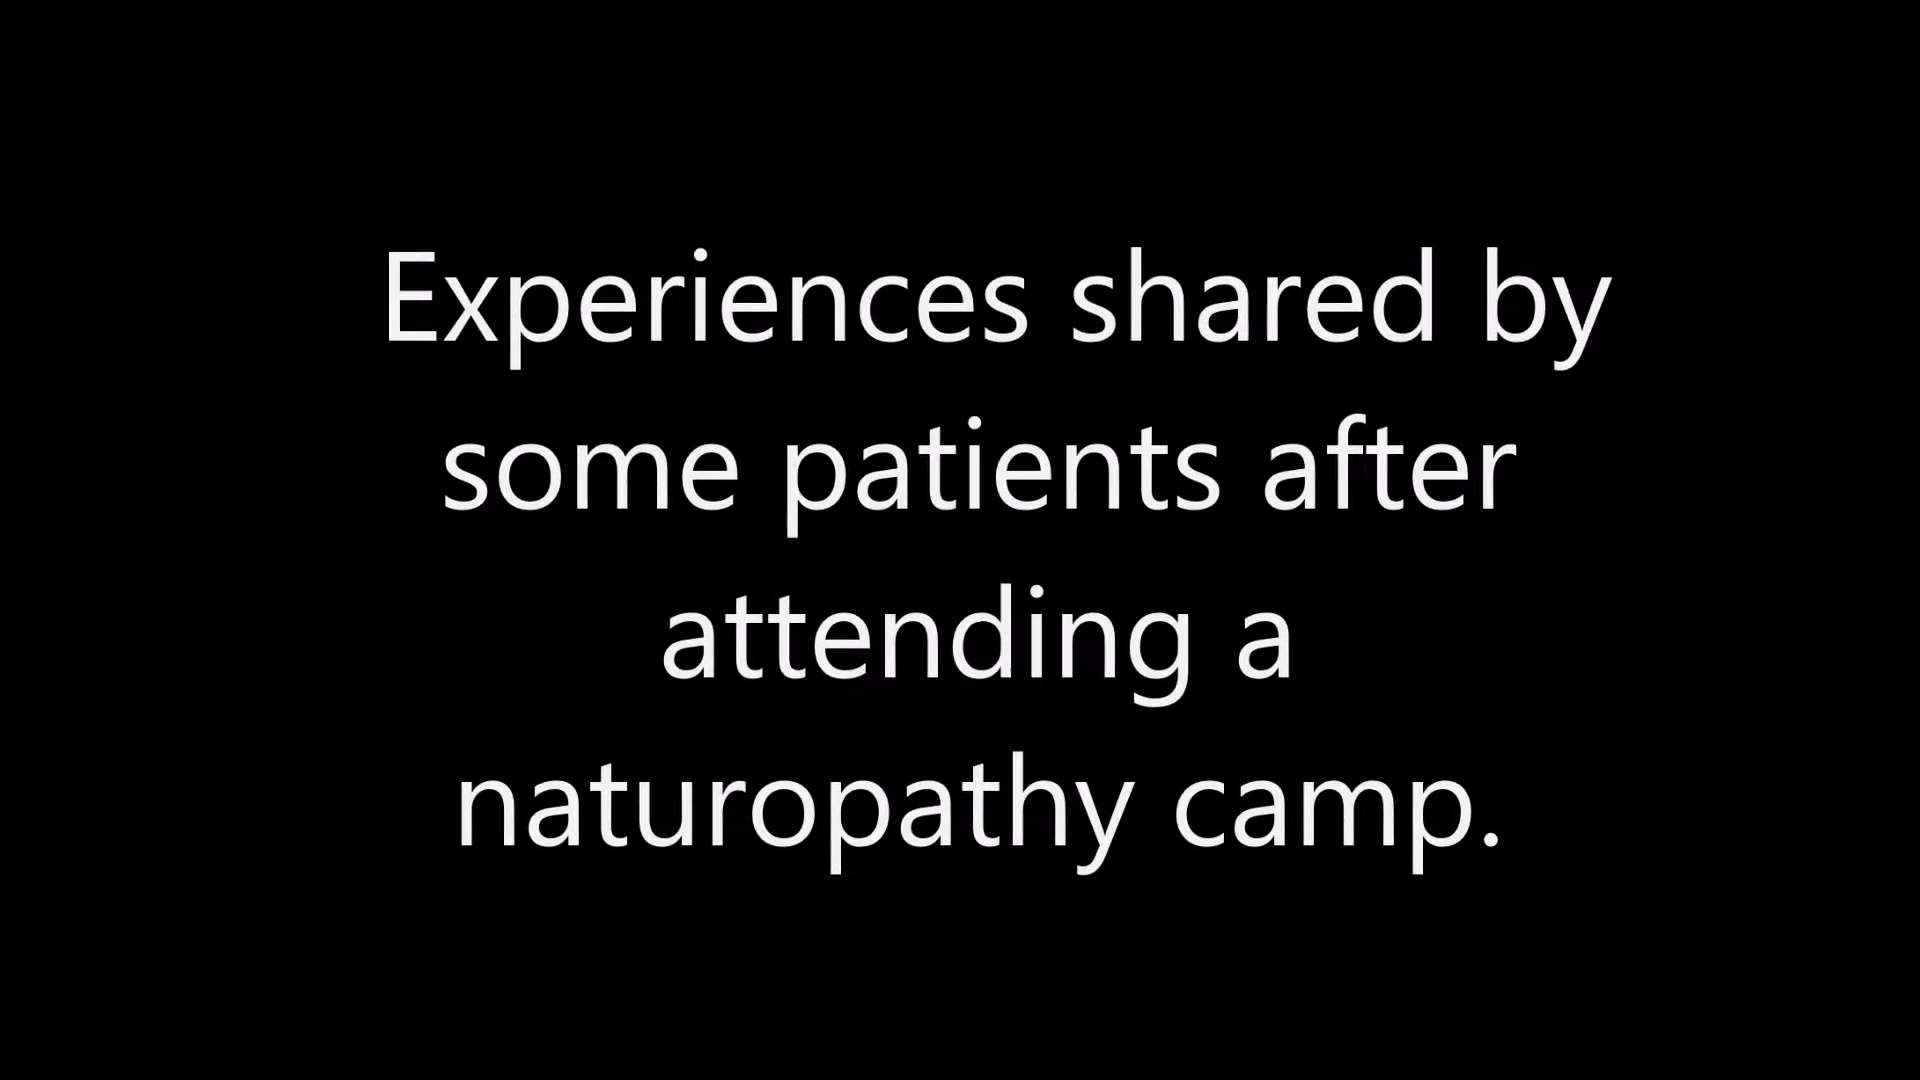 Experiences shared by
some patients after
attending a
naturopathy camp.